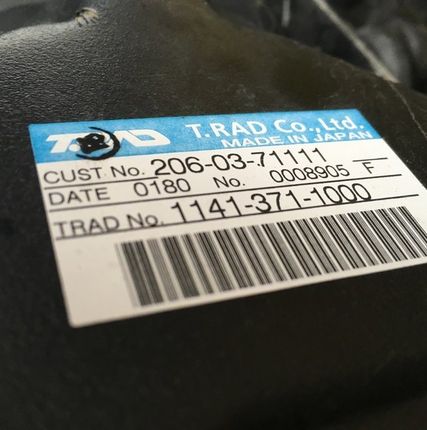 T.RAD T.RAD Co.,Ltd.
MADE IN JAPAN
CUST No. 206-03-71111
DATE 0180 No. 0008905 F
TRAD No. 1141-371-1000